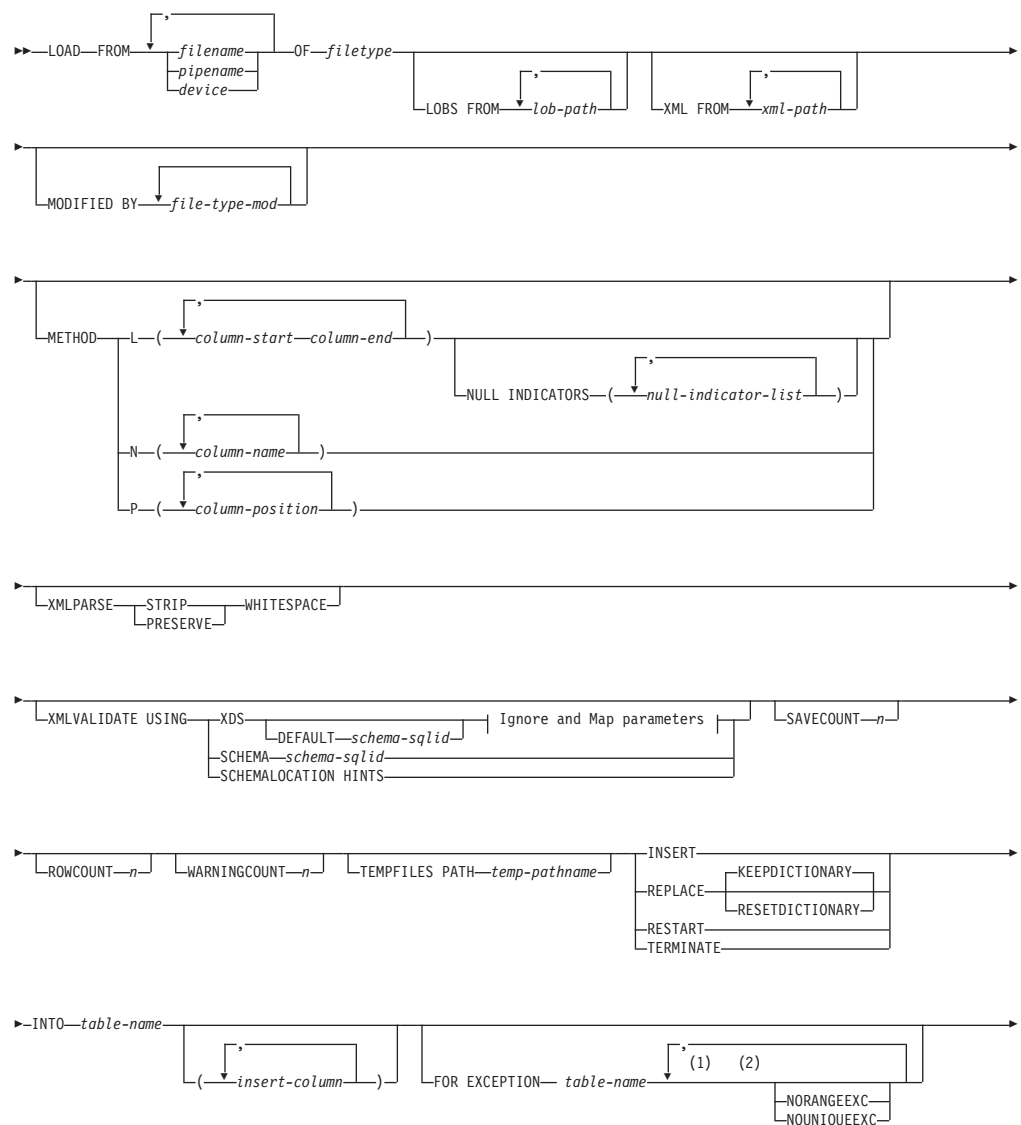 ,
LOAD FROM filename OF filetype
pipename
device
, ,
LOBS FROM lob-path XML FROM xml-path
MODIFIED BY file-type-mod
,
METHOD L ( column-start column-end )
,
NULL INDICATORS ( null-indicator-list )
,
N ( column-name )
,
P ( column-position )
XMLPARSE STRIP WHITESPACE
PRESERVE
XMLVALIDATE USING XDS Ignore and Map parameters SAVECOUNT n
DEFAULT schema-sqlid
SCHEMA schema-sqlid
SCHEMALOCATION HINTS
INSERT
ROWCOUNT n WARNINGCOUNT n TEMPFILES PATH temp-pathname KEEPDICTIONARY
REPLACE
RESETDICTIONARY
RESTART
TERMINATE
INTO table-name
, ,
(1) (2)
( insert-column ) FOR EXCEPTION table-name
NORANGEEXC
NOUNIQUEEXC